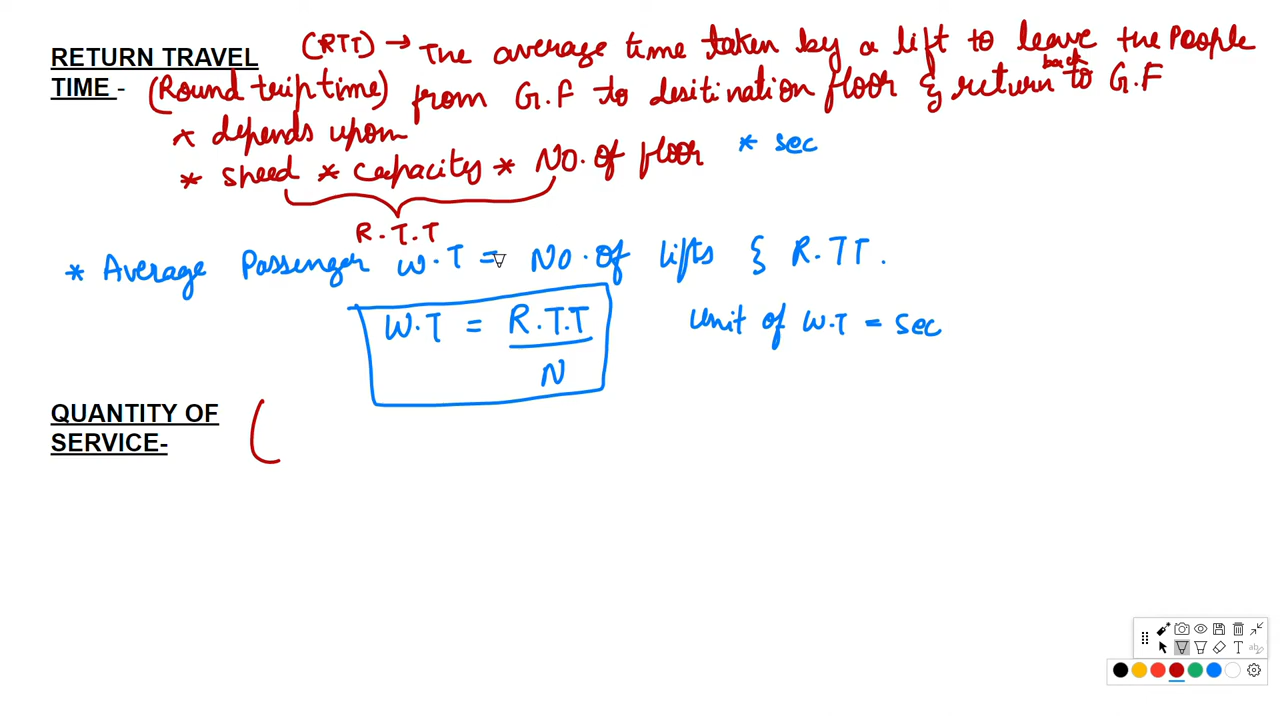 RETURN TRAVEL (RTT) → The average time taken by a lift to leave the People
TIME - (Round trip time) from G.F to desitination floor & return back to G.F
* depends upon
* speed * capacity * No. of floor * sec
R.T.T
* Average Passenger W.T = No. of lifts & R.TT.
W.T = R.T.T / N Unit of W.T = sec
QUANTITY OF (
SERVICE-